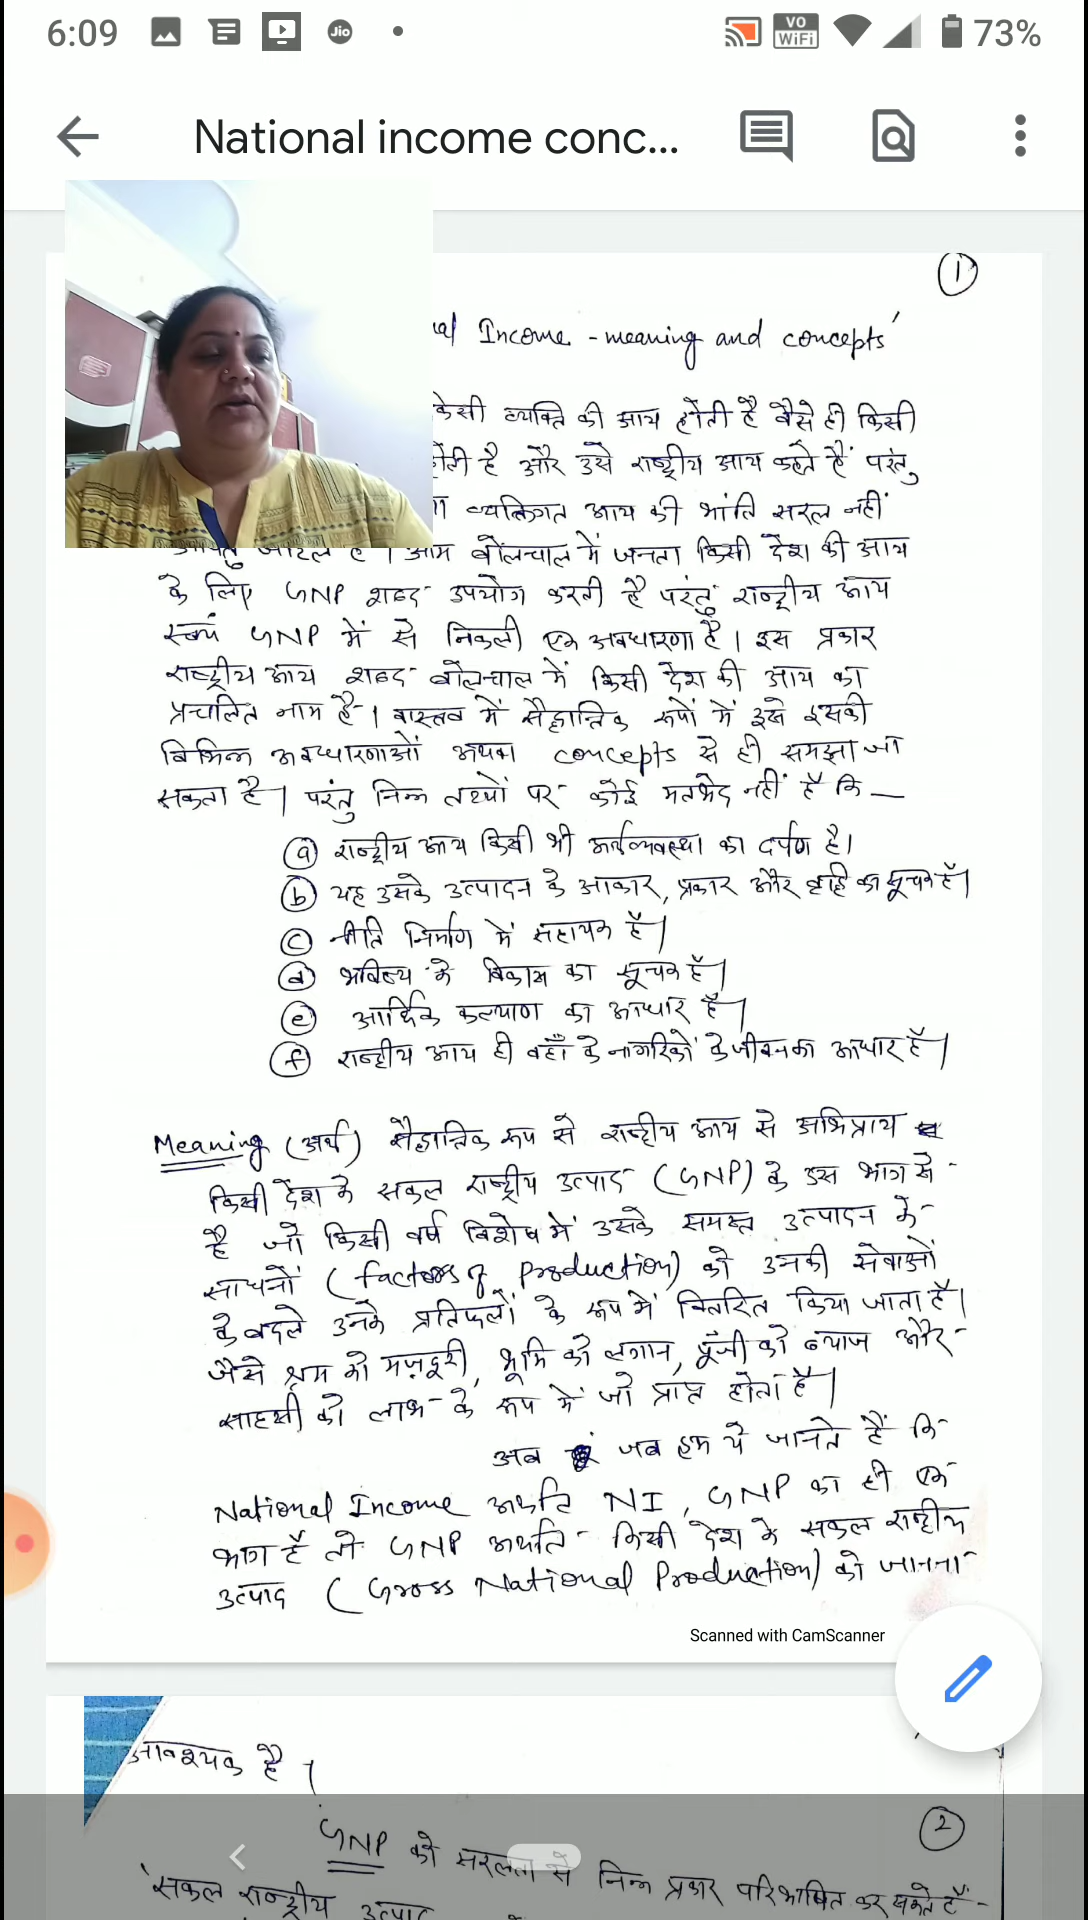 6:09
Jio
VO
WiFi
73%
National income conc...
1
al Income - meaning and concepts'
केसी व्यक्ति की आय होती है वैसे ही किसी
होती है और उसे राष्ट्रीय आय कहते हैं परंतु
व्यक्तिगत आय की भांति सरल नहीं
जटिल है । आम बोलचाल में जनता किसी देश की आय
के लिए GNP शब्द उपयोग करती है परंतु राष्ट्रीय आय
स्वयं GNP में से निकली एक अवधारणा है । इस प्रकार
राष्ट्रीय आय शब्द बोलचाल में किसी देश की आय का
प्रचलित नाम है । वास्तव में सैद्धान्तिक रूपों में इसे इसकी
विभिन्न अवधारणाओं अथवा concepts से ही समझा जा
सकता है । परंतु निम्न तथ्यों पर कोई मतभेद नहीं है कि —
(a) राष्ट्रीय आय किसी भी अर्थव्यवस्था का दर्पण है।
(b) यह उसके उत्पादन के आकार, प्रकार और वृद्धि का सूचक है।
(c) नीति निर्माण में सहायक है।
(d) भविष्य के विकास का सूचक है।
(e) आर्थिक कल्याण का आधार है।
(f) राष्ट्रीय आय ही वहाँ के नागरिकों के जीवन का आधार है।
Meaning (अर्थ) सैद्धान्तिक रूप से राष्ट्रीय आय से अभिप्राय
किसी देश के सकल राष्ट्रीय उत्पाद (GNP) के उस भाग से
है जो किसी वर्ष विशेष में उसके समस्त उत्पादन के
साधनों (factors of Production) को उनकी सेवाओं
के बदले उनके प्रतिफलों के रूप में वितरित किया जाता है।
जैसे श्रम को मज़दूरी, भूमि को लगान, पूँजी को ब्याज और
साहसी को लाभ के रूप में जो प्राप्त होता है।
अब जब हम ये जानते हैं कि
National Income अर्थात NI, GNP का ही एक
भाग है तो GNP अर्थात किसी देश के सकल राष्ट्रीय
उत्पाद (Gross National Production) को जानना
Scanned with CamScanner
आवश्यक है ।
2
GNP को सरलता से निम्न प्रकार परिभाषित कर सकते हैं -
'सकल राष्ट्रीय उत्पाद